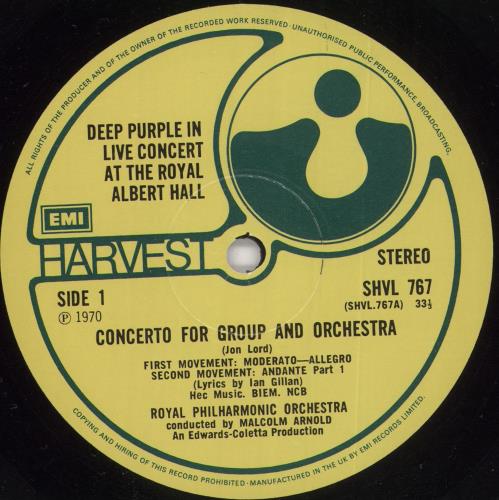 ALL RIGHTS OF THE PRODUCER AND OF THE OWNER OF THE RECORDED WORK RESERVED · UNAUTHORISED PUBLIC PERFORMANCE, BROADCASTING,
DEEP PURPLE IN
LIVE CONCERT
AT THE ROYAL
ALBERT HALL
EMI
HARVEST
STEREO
SIDE 1
SHVL 767
℗ 1970
(SHVL.767A) 33⅓
CONCERTO FOR GROUP AND ORCHESTRA
(Jon Lord)
FIRST MOVEMENT: MODERATO—ALLEGRO
SECOND MOVEMENT: ANDANTE Part 1
(Lyrics by Ian Gillan)
Hec Music. BIEM. NCB
ROYAL PHILHARMONIC ORCHESTRA
conducted by MALCOLM ARNOLD
An Edwards-Coletta Production
COPYING AND HIRING OF THIS RECORD PROHIBITED · MANUFACTURED IN THE UK BY EMI RECORDS LIMITED.